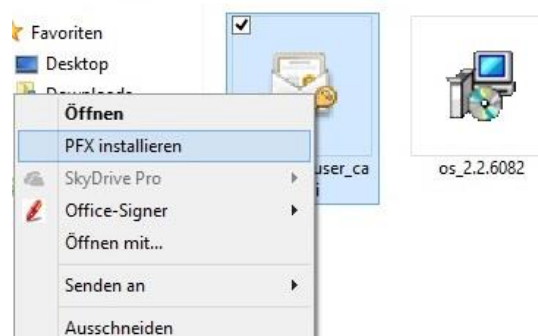 Favoriten
Desktop
Öffnen
PFX installieren
SkyDrive Pro
Office-Signer
Öffnen mit...
Senden an
Ausschneiden
user_ca
i
os_2.2.6082